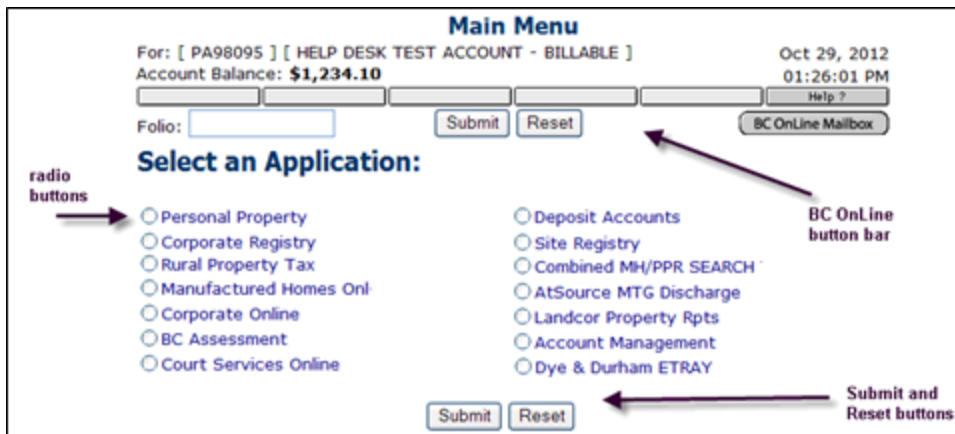 Main Menu
For: [ PA98095 ] [ HELP DESK TEST ACCOUNT - BILLABLE ]
Oct 29, 2012
Account Balance: $1,234.10
01:26:01 PM
Help ?
Folio:
Submit
Reset
BC OnLine Mailbox
Select an Application:
radio
buttons
BC OnLine
button bar
Personal Property
Deposit Accounts
Corporate Registry
Site Registry
Rural Property Tax
Combined MH/PPR SEARCH
Manufactured Homes Onl
AtSource MTG Discharge
Corporate Online
Landcor Property Rpts
BC Assessment
Account Management
Court Services Online
Dye & Durham ETRAY
Submit and
Reset buttons
Submit
Reset